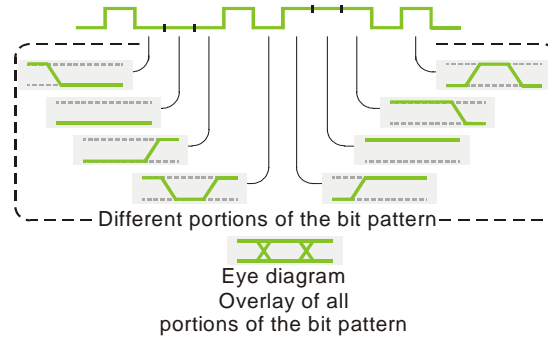 Different portions of the bit pattern
Eye diagram
Overlay of all
portions of the bit pattern